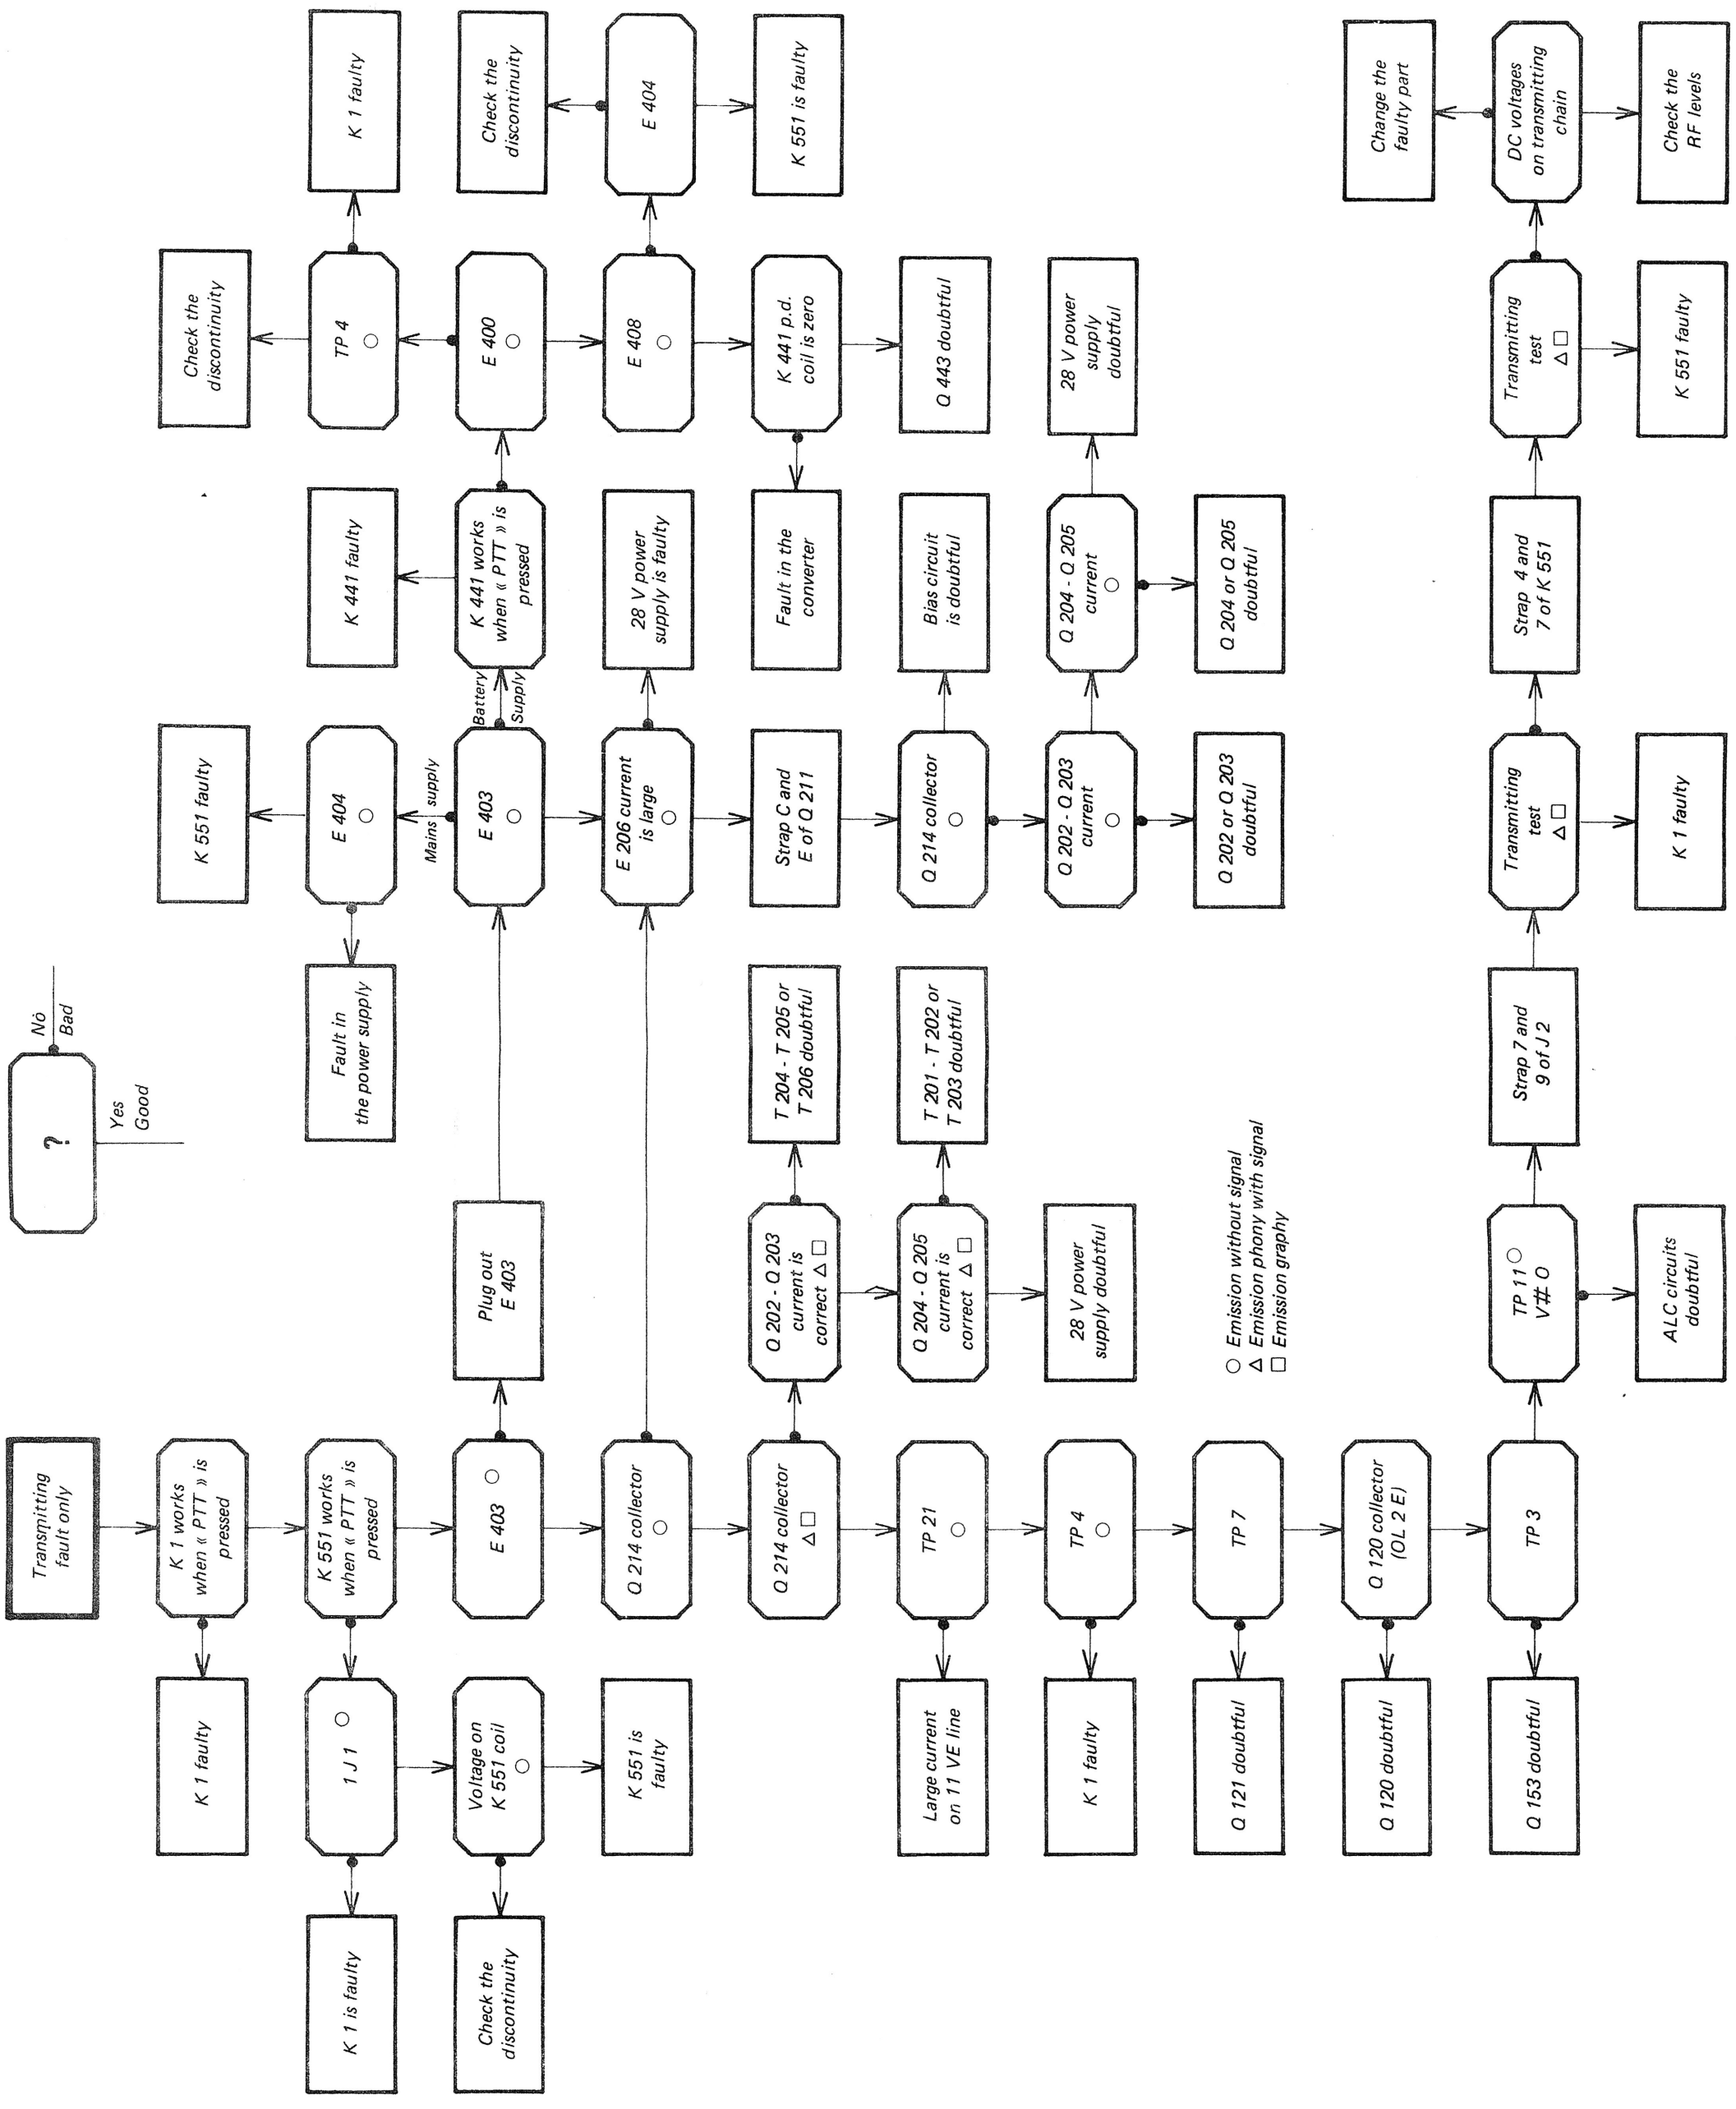 ?
No
Bad
Yes
Good
Transmitting
fault only
K 1 works
when « PTT » is
pressed
K 1 faulty
K 551 works
when « PTT » is
pressed
1 J 1
K 1 is faulty
Voltage on
K 551 coil
Check the
discontinuity
K 551 is
faulty
E 403
Plug out
E 403
E 403
Mains supply
Battery
Supply
E 404
K 551 faulty
Fault in
the power supply
K 441 works
when « PTT » is
pressed
K 441 faulty
E 400
TP 4
Check the
discontinuity
K 1 faulty
E 408
E 404
Check the
discontinuity
K 551 is faulty
K 441 p.d.
coil is zero
Fault in the
converter
Q 443 doubtful
Q 214 collector
E 206 current
is large
28 V power
supply is faulty
Strap C and
E of Q 211
Q 214 collector
Bias circuit
is doubtful
Q 202 - Q 203
current
Q 202 or Q 203
doubtful
Q 204 - Q 205
current
28 V power
supply
doubtful
Q 204 or Q 205
doubtful
Q 214 collector
△ □
Q 202 - Q 203
current is
correct △ □
T 204 - T 205 or
T 206 doubtful
Q 204 - Q 205
current is
correct △ □
T 201 - T 202 or
T 203 doubtful
28 V power
supply doubtful
TP 21
Large current
on 11 VE line
TP 4
K 1 faulty
TP 7
Q 121 doubtful
Q 120 collector
(OL 2 E)
Q 120 doubtful
TP 3
Q 153 doubtful
TP 11 ○
V # 0
ALC circuits
doubtful
Strap 7 and
9 of J 2
Transmitting
test
△ □
K 1 faulty
Strap 4 and
7 of K 551
Transmitting
test
△ □
K 551 faulty
DC voltages
on transmitting
chain
Change the
faulty part
Check the
RF levels
○ Emission without signal
△ Emission phony with signal
□ Emission graphy